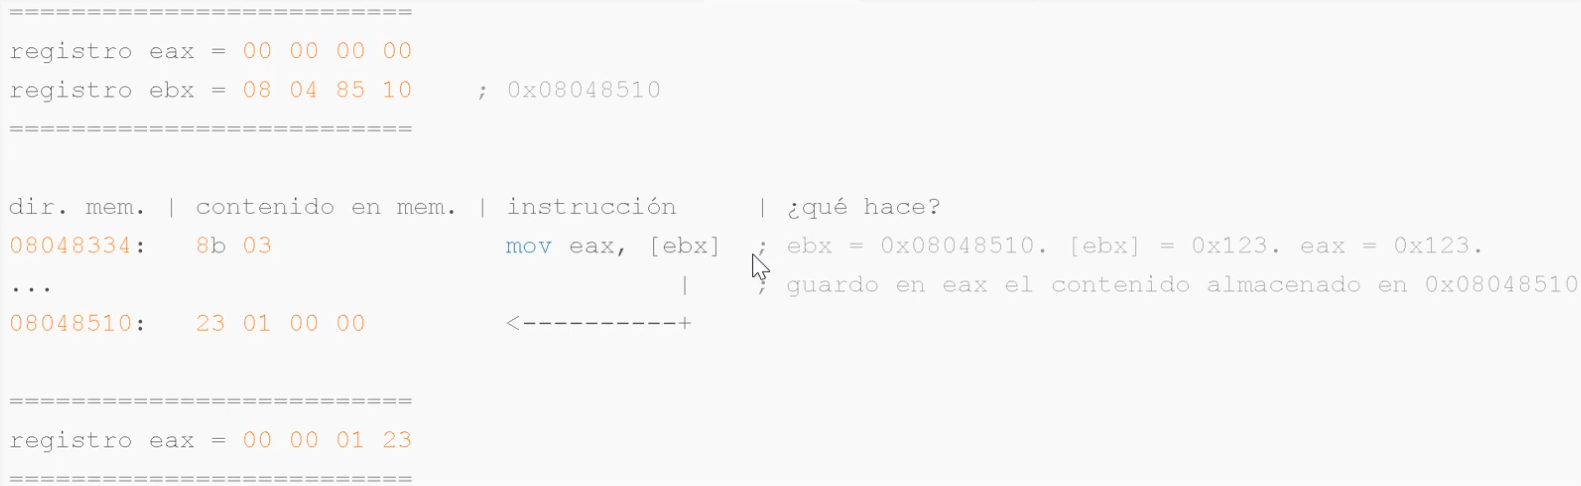 ==========================
registro eax = 00 00 00 00
registro ebx = 08 04 85 10    ; 0x08048510
==========================
dir. mem. | contenido en mem. | instrucción     | ¿qué hace?
08048334:   8b 03               mov eax, [ebx]  ; ebx = 0x08048510. [ebx] = 0x123. eax = 0x123.
...                                        |    ; guardo en eax el contenido almacenado en 0x08048510
08048510:   23 01 00 00         <----------+
==========================
registro eax = 00 00 01 23
==========================